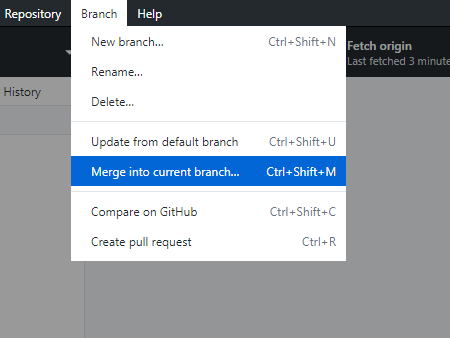 Repository Branch Help
New branch... Ctrl+Shift+N
Fetch origin
Rename...
Last fetched 3 minute
History
Delete...
Update from default branch Ctrl+Shift+U
Merge into current branch... Ctrl+Shift+M
Compare on GitHub Ctrl+Shift+C
Create pull request Ctrl+R